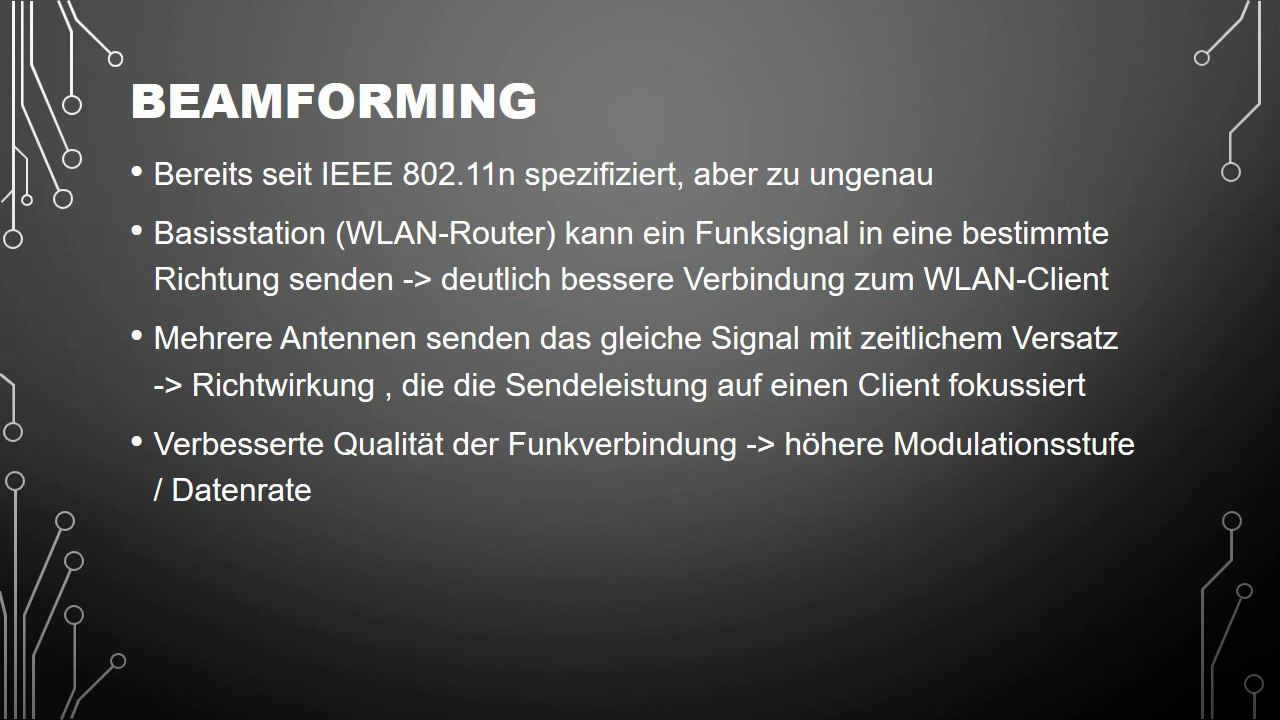 BEAMFORMING
• Bereits seit IEEE 802.11n spezifiziert, aber zu ungenau
• Basisstation (WLAN-Router) kann ein Funksignal in eine bestimmte
Richtung senden -> deutlich bessere Verbindung zum WLAN-Client
• Mehrere Antennen senden das gleiche Signal mit zeitlichem Versatz
-> Richtwirkung , die die Sendeleistung auf einen Client fokussiert
• Verbesserte Qualität der Funkverbindung -> höhere Modulationsstufe
/ Datenrate